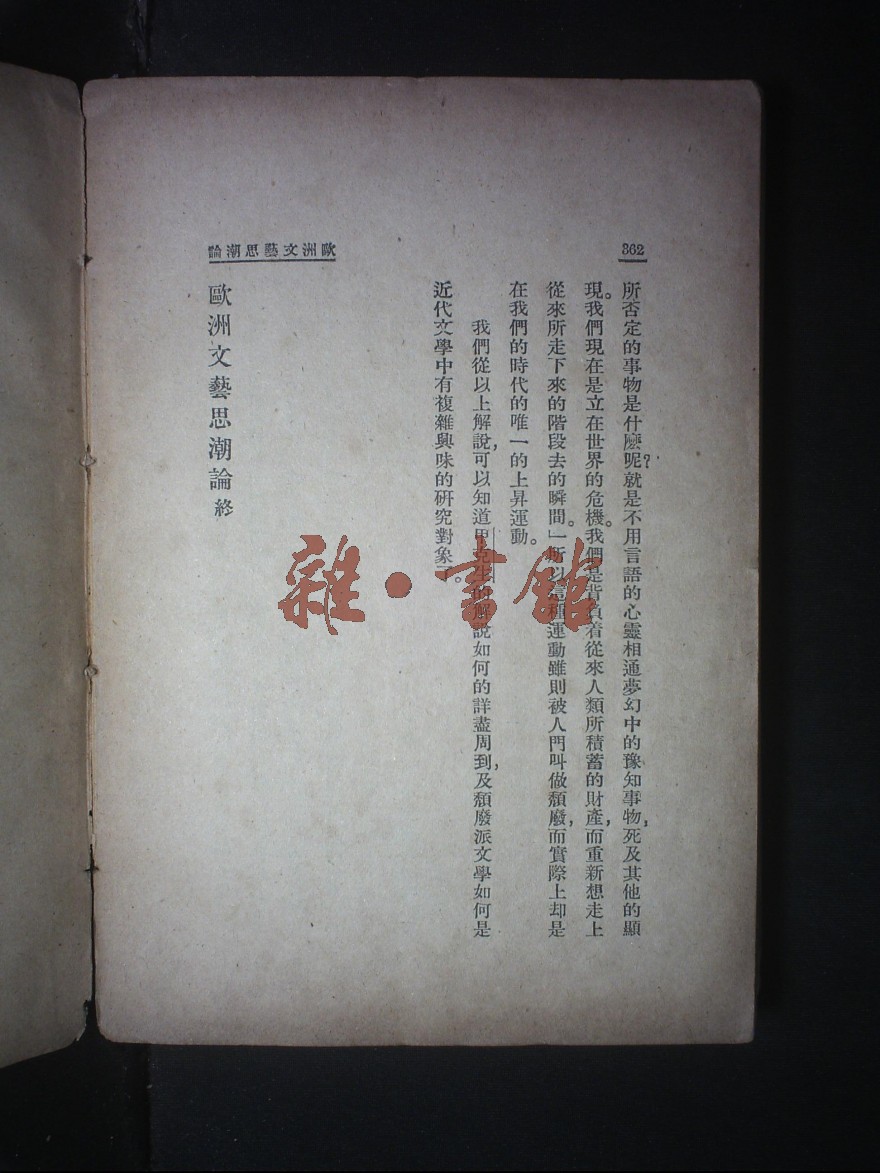 362
歐洲文藝思潮論
所否定的事物是什麼呢?就是不用言語的心靈相通夢幻中的豫知事物,死及其他的顯
現。我們現在是立在世界的危機。我們是背負着從來人類所積蓄的財產,而重新想走上
從來所走下來的階段去的瞬間。」所以這種運動雖則被人門叫做頹廢,而實際上却是
在我們的時代的唯一的上昇運動。
我們從以上解說,可以知道甲克生的解說如何的詳盡周到,及頹廢派文學如何是
近代文學中有複雜興味的研究對象了。
歐洲文藝思潮論終
雜·書館